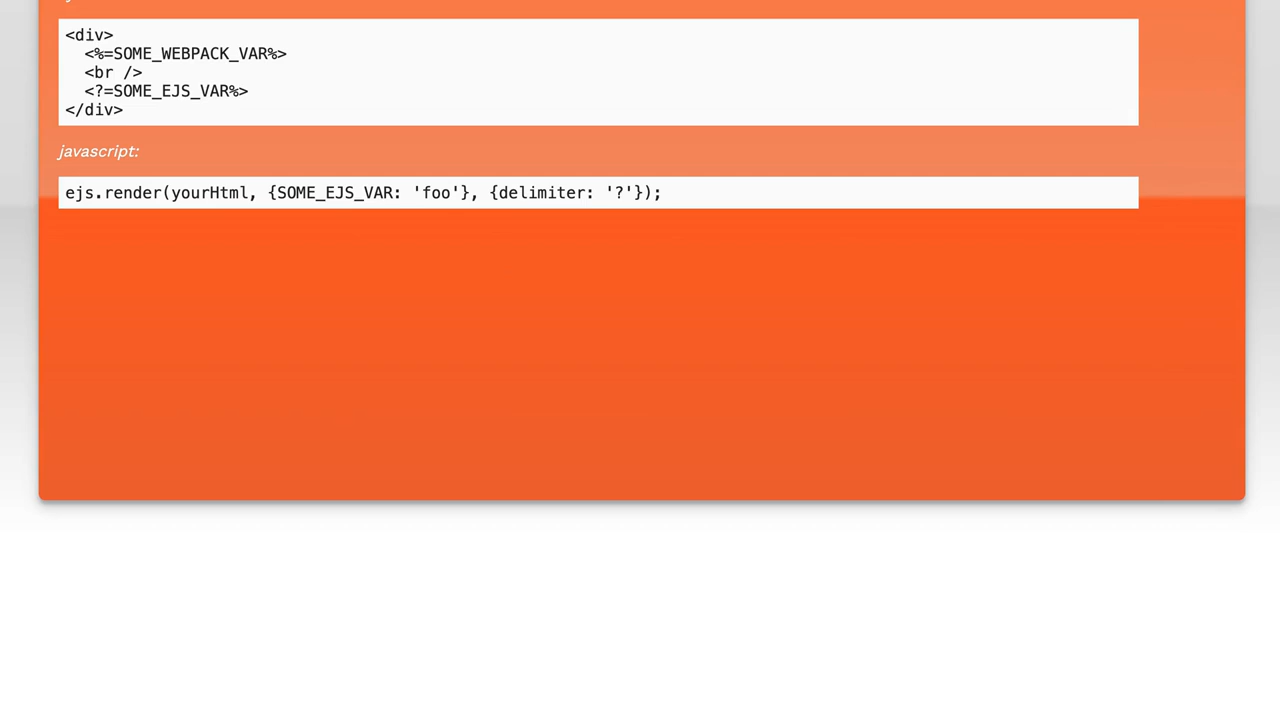 <div>
  <%=SOME_WEBPACK_VAR%>
  <br />
  <?=SOME_EJS_VAR%>
</div>
javascript:
ejs.render(yourHtml, {SOME_EJS_VAR: 'foo'}, {delimiter: '?'});